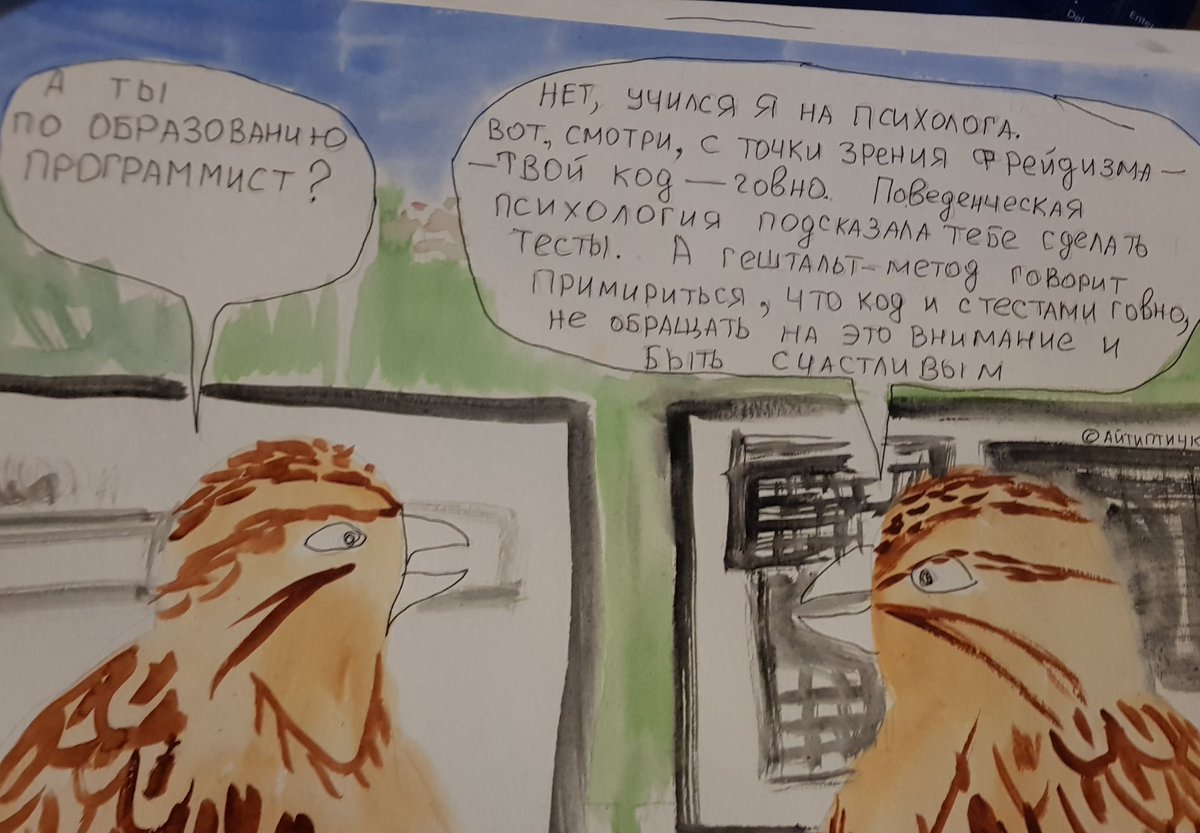 А ТЫ
ПО ОБРАЗОВАНИЮ
ПРОГРАММИСТ?
НЕТ, УЧИЛСЯ Я НА ПСИХОЛОГА.
ВОТ, СМОТРИ, С ТОЧКИ ЗРЕНИЯ ФРЕЙДИЗМА—
—ТВОЙ КОД — ГОВНО. ПОВЕДЕНЧЕСКАЯ
ПСИХОЛОГИЯ ПОДСКАЗАЛА ТЕБЕ СДЕЛАТЬ
ТЕСТЫ. А ГЕШТАЛЬТ-МЕТОД ГОВОРИТ
ПРИМИРИТЬСЯ, ЧТО КОД И С ТЕСТАМИ ГОВНО,
НЕ ОБРАЩАТЬ НА ЭТО ВНИМАНИЕ И
БЫТЬ СЧАСТЛИВЫМ
©АЙТИПТИЧК
Del
Enter